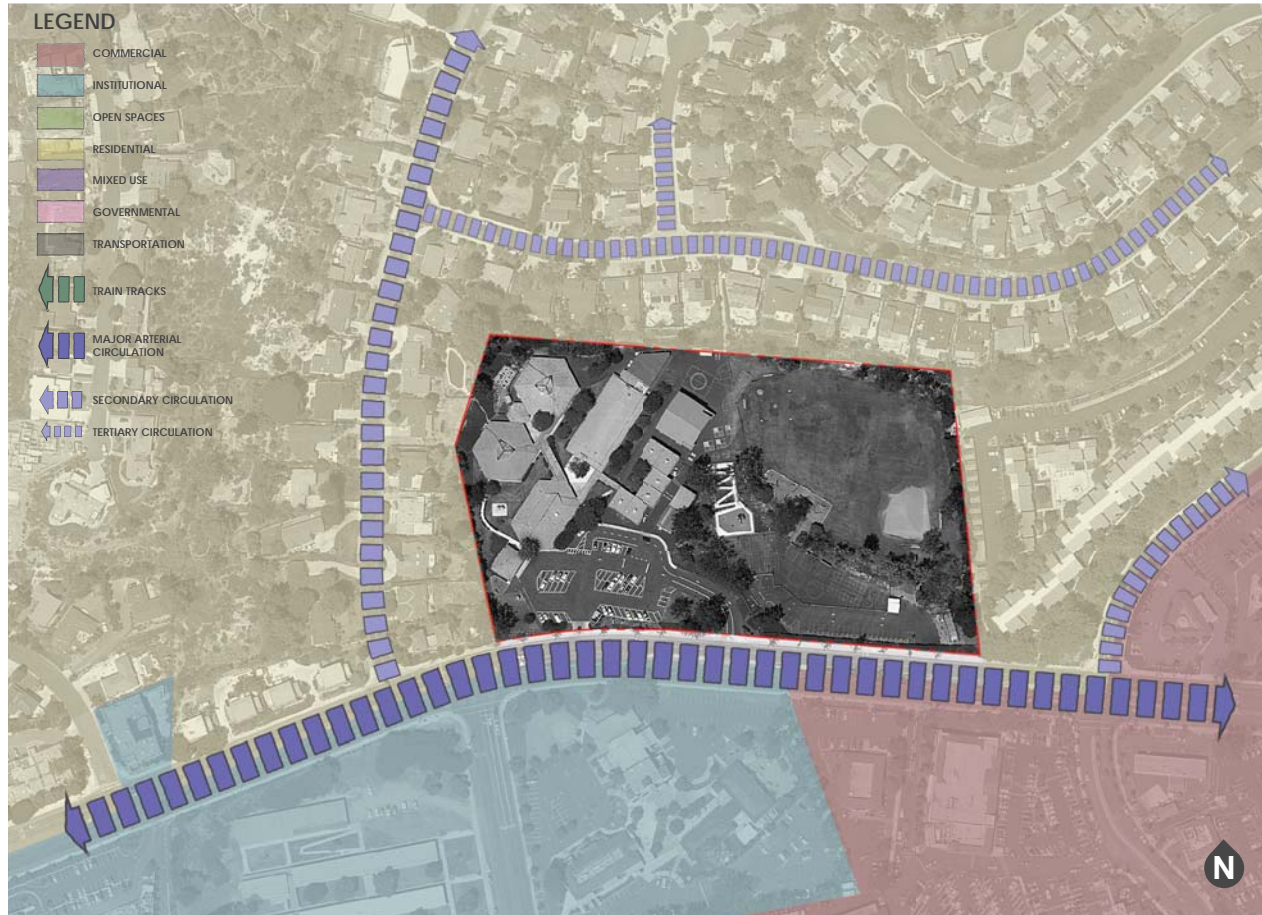 LEGEND
COMMERCIAL
INSTITUTIONAL
OPEN SPACES
RESIDENTIAL
MIXED USE
GOVERNMENTAL
TRANSPORTATION
TRAIN TRACKS
MAJOR ARTERIAL
CIRCULATION
SECONDARY CIRCULATION
TERTIARY CIRCULATION
N